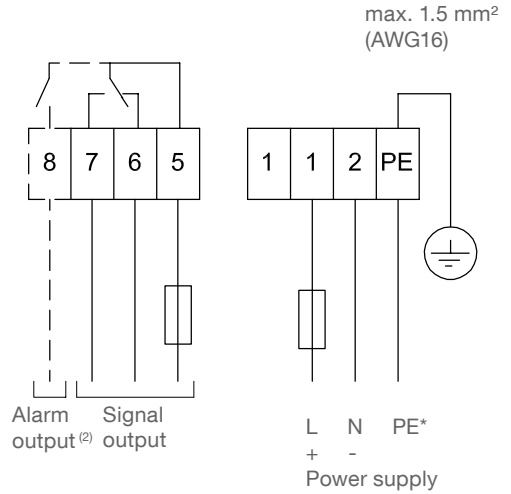 max. 1.5 mm²
(AWG16)
8 7 6 5 1 1 2 PE
Alarm output ⁽²⁾
Signal output
L N PE*
+ -
Power supply